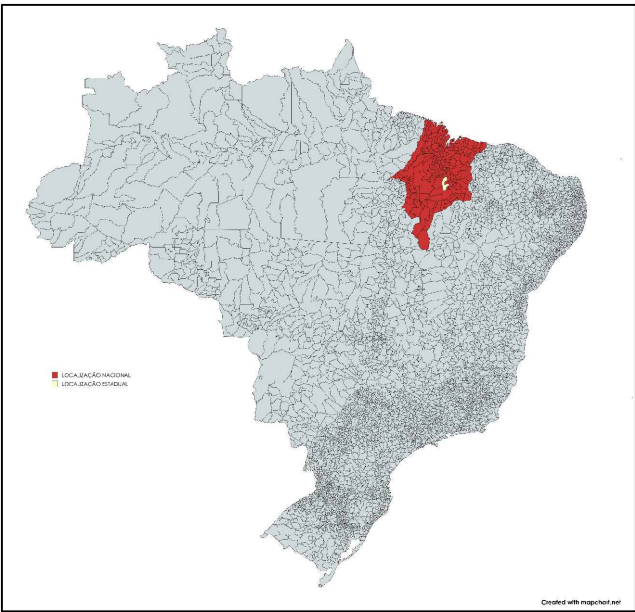 LOCALIZAÇÃO NACIONAL
LOCALIZAÇÃO ESTADUAL
Created with mapchart.net